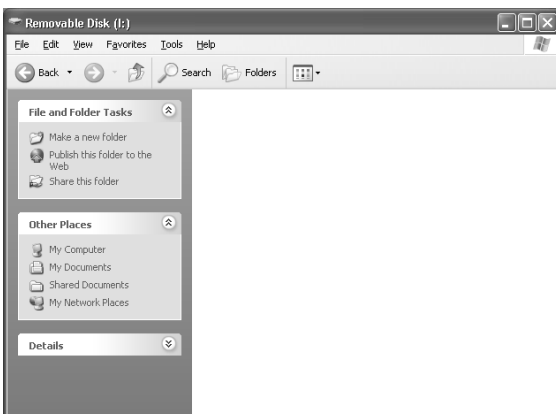 Removable Disk (I:)
File Edit View Favorites Tools Help
Back Search Folders
File and Folder Tasks
Make a new folder
Publish this folder to the
Web
Share this folder
Other Places
My Computer
My Documents
Shared Documents
My Network Places
Details